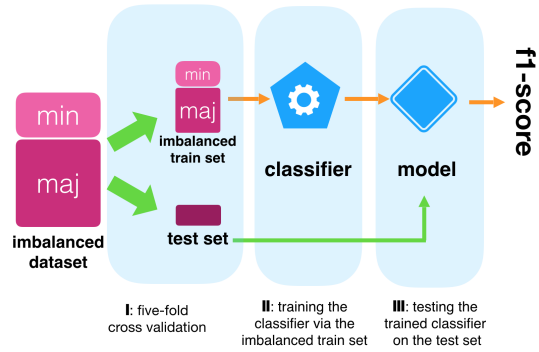 min
maj
imbalanced
dataset
min
maj
imbalanced
train set
test set
classifier
model
f1-score
I: five-fold
cross validation
II: training the
classifier via the
imbalanced train set
III: testing the
trained classifier
on the test set